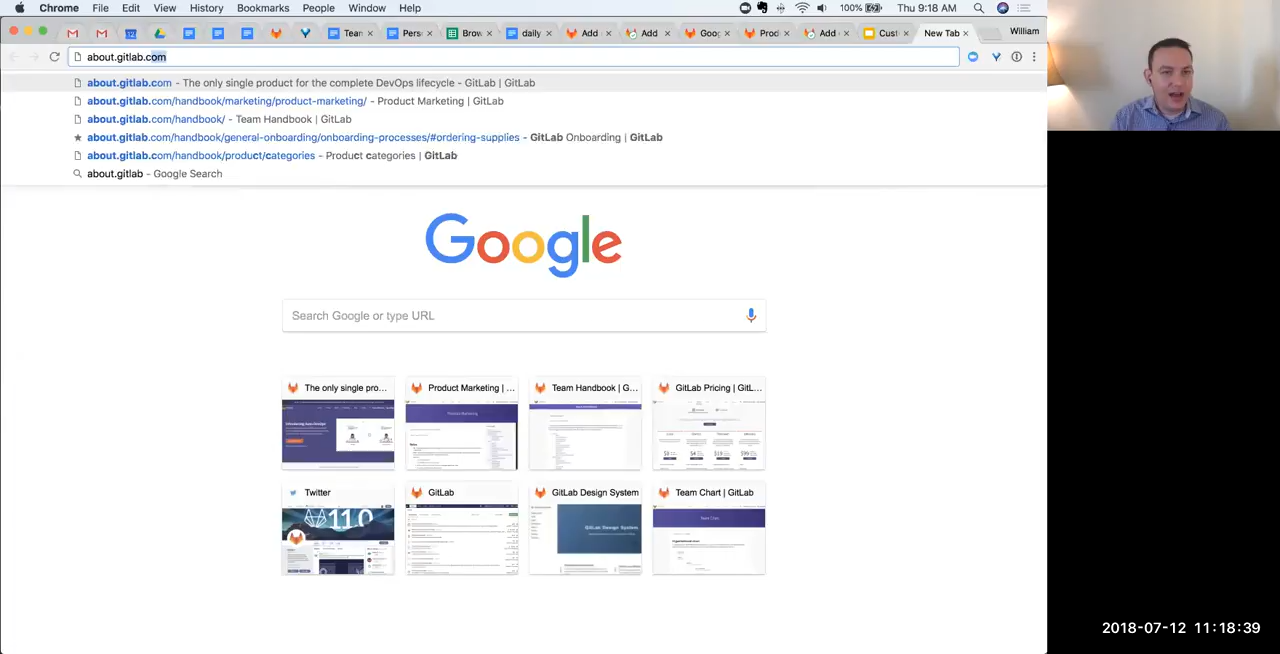 Chrome File Edit View History Bookmarks People Window Help 100% Thu 9:18 AM
Tean Pers Brow daily Add Add Goog Prod Add Cust New Tab William
about.gitlab.com
about.gitlab.com - The only single product for the complete DevOps lifecycle - GitLab | GitLab
about.gitlab.com/handbook/marketing/product-marketing/ - Product Marketing | GitLab
about.gitlab.com/handbook/ - Team Handbook | GitLab
about.gitlab.com/handbook/general-onboarding/onboarding-processes/#ordering-supplies - GitLab Onboarding | GitLab
about.gitlab.com/handbook/product/categories - Product categories | GitLab
about.gitlab - Google Search
Google
Search Google or type URL
The only single pro... Product Marketing | ... Team Handbook | G... GitLab Pricing | GitL...
Twitter GitLab GitLab Design System Team Chart | GitLab
11.0
GitLab Design System
2018-07-12 11:18:39